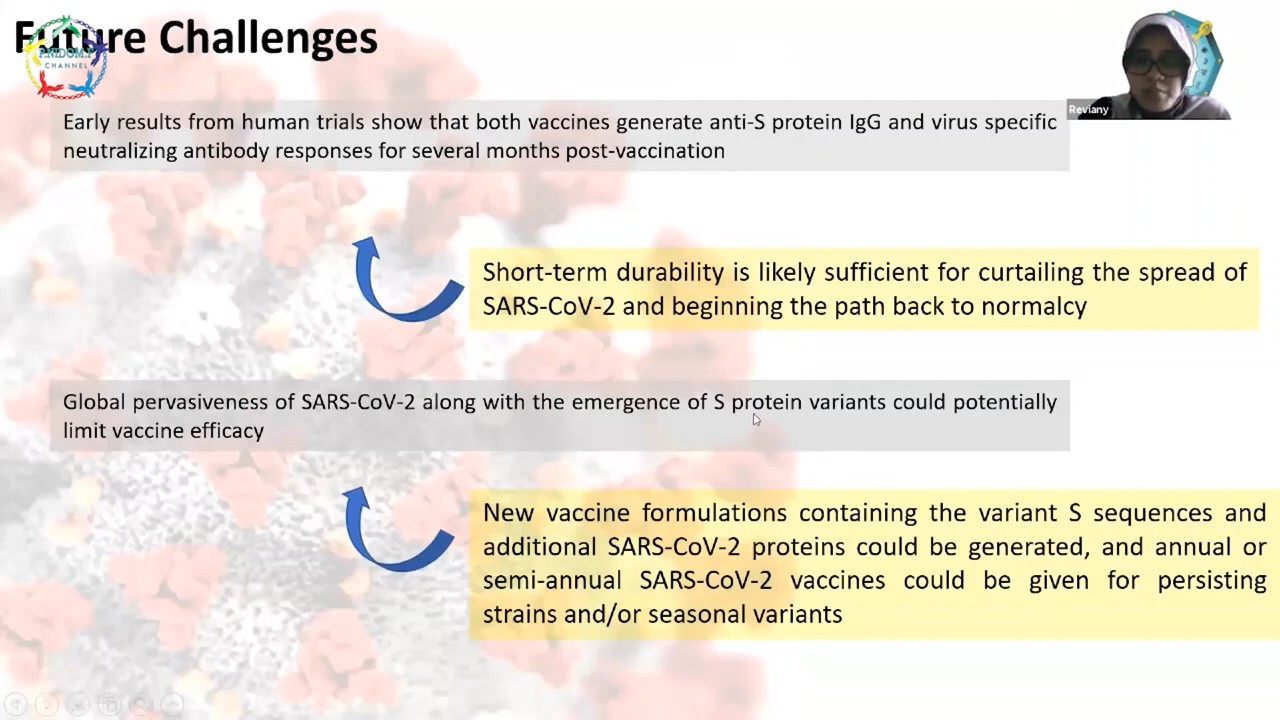 Future Challenges
P.NIDOM.F
CHANNEL
Reviany
Early results from human trials show that both vaccines generate anti-S protein IgG and virus specific
neutralizing antibody responses for several months post-vaccination
Short-term durability is likely sufficient for curtailing the spread of
SARS-CoV-2 and beginning the path back to normalcy
Global pervasiveness of SARS-CoV-2 along with the emergence of S protein variants could potentially
limit vaccine efficacy
New vaccine formulations containing the variant S sequences and
additional SARS-CoV-2 proteins could be generated, and annual or
semi-annual SARS-CoV-2 vaccines could be given for persisting
strains and/or seasonal variants